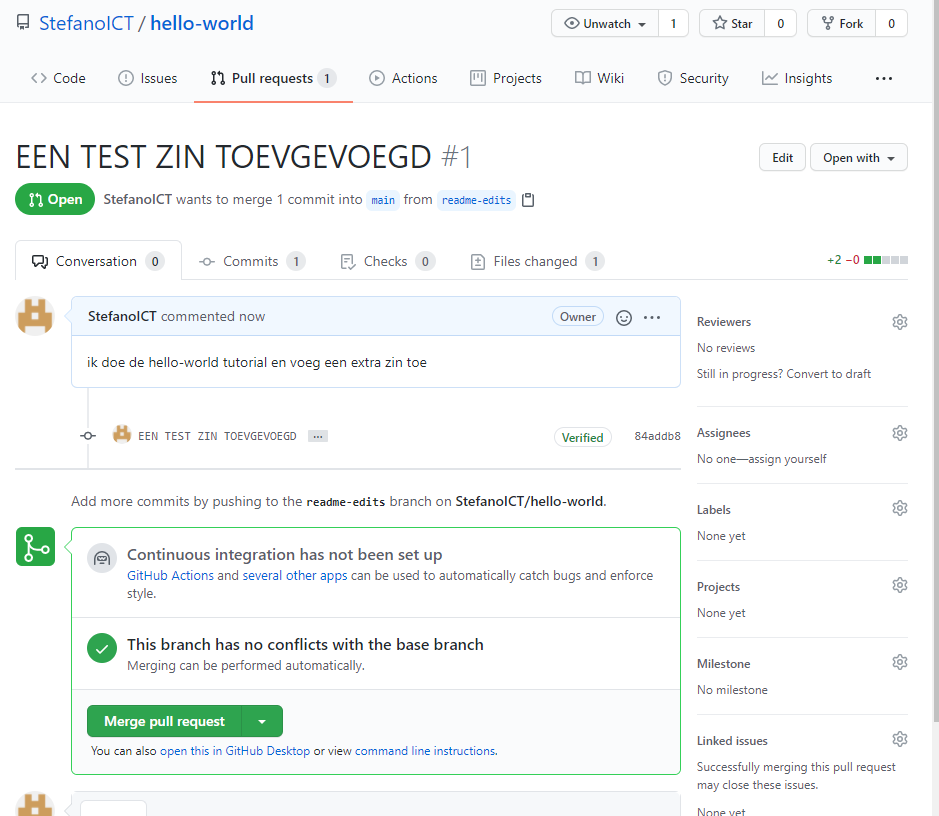 StefanoICT / hello-world
Unwatch 1 Star 0 Fork 0
Code Issues Pull requests 1 Actions Projects Wiki Security Insights ...
EEN TEST ZIN TOEVGEVOEGD #1
Edit Open with
Open StefanoICT wants to merge 1 commit into main from readme-edits
Conversation 0 Commits 1 Checks 0 Files changed 1 +2 −0
StefanoICT commented now Owner ...
ik doe de hello-world tutorial en voeg een extra zin toe
EEN TEST ZIN TOEVGEVOEGD ... Verified 84addb8
Add more commits by pushing to the readme-edits branch on StefanoICT/hello-world.
Continuous integration has not been set up
GitHub Actions and several other apps can be used to automatically catch bugs and enforce
style.
This branch has no conflicts with the base branch
Merging can be performed automatically.
Merge pull request
You can also open this in GitHub Desktop or view command line instructions.
Reviewers
No reviews
Still in progress? Convert to draft
Assignees
No one—assign yourself
Labels
None yet
Projects
None yet
Milestone
No milestone
Linked issues
Successfully merging this pull request
may close these issues.
None yet